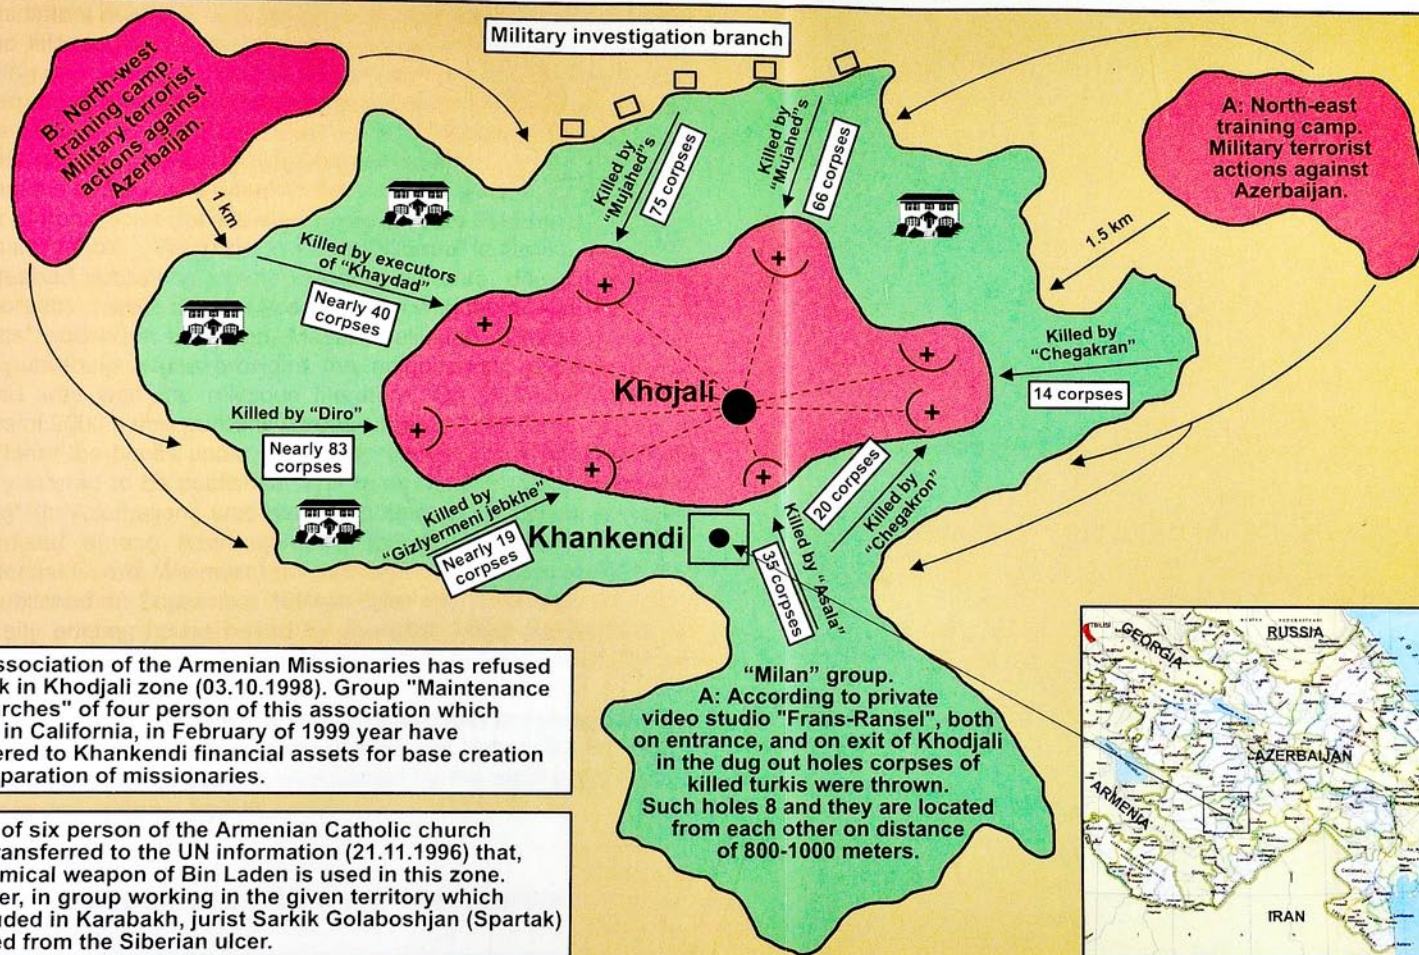 Military investigation branch
B: North-west
training camp.
Military terrorist
actions against
Azerbaijan.
A: North-east
training camp.
Military terrorist
actions against
Azerbaijan.
1 km
1.5 km
Killed by
"Mujahed"s
75 corpses
Killed by
"Mujahed"s
66 corpses
Killed by executors
of "Khaydad"
Nearly 40
corpses
Killed by
"Chegakran"
14 corpses
Khojali
Killed by "Diro"
Nearly 83
corpses
Killed by
"Gizlyermeni jebkhe"
Nearly 19
corpses
Khankendi
Killed by "Asala"
35 corpses
20 corpses
Killed by
"Chegakron"
"Milan" group.
A: According to private
video studio "Frans-Ransel", both
on entrance, and on exit of Khodjali
in the dug out holes corpses of
killed turkis were thrown.
Such holes 8 and they are located
from each other on distance
of 800-1000 meters.
ssociation of the Armenian Missionaries has refused
k in Khodjali zone (03.10.1998). Group "Maintenance
rches" of four person of this association which
in California, in February of 1999 year have
ered to Khankendi financial assets for base creation
paration of missionaries.
of six person of the Armenian Catholic church
ransferred to the UN information (21.11.1996) that,
mical weapon of Bin Laden is used in this zone.
er, in group working in the given territory which
uded in Karabakh, jurist Sarkik Golaboshjan (Spartak)
ed from the Siberian ulcer.
TBILISI
GEORGIA
RUSSIA
AZERBAIJAN
ARMENIA
IRAN